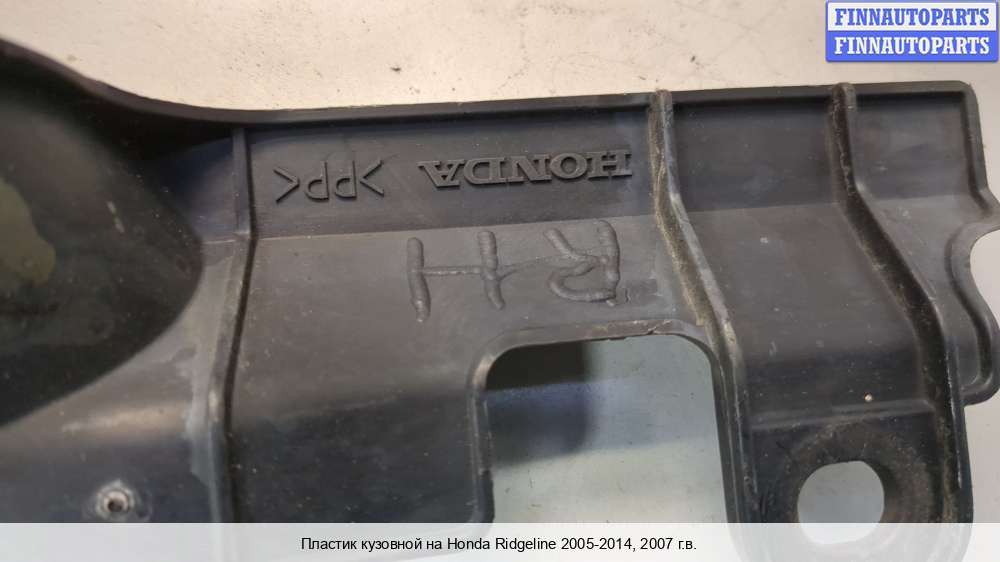 FINNAUTOPARTS
FINNAUTOPARTS
HONDA >PP<
RH
Пластик кузовной на Honda Ridgeline 2005-2014, 2007 г.в.